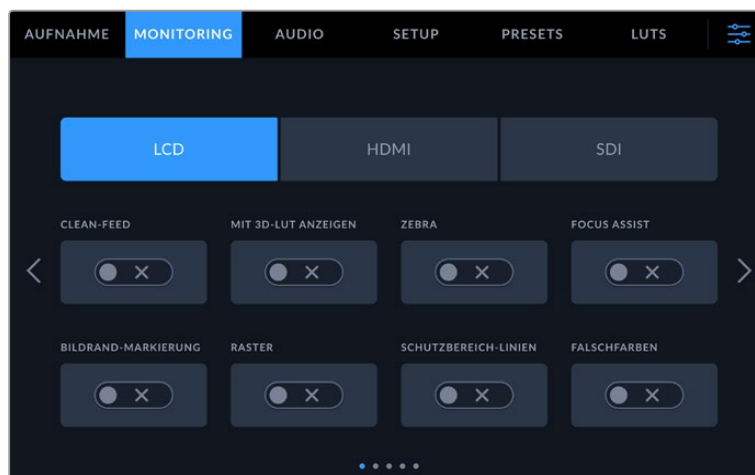 AUFNAHME MONITORING AUDIO SETUP PRESETS LUTS
LCD HDMI SDI
CLEAN-FEED MIT 3D-LUT ANZEIGEN ZEBRA FOCUS ASSIST
BILDRAND-MARKIERUNG RASTER SCHUTZBEREICH-LINIEN FALSCHFARBEN